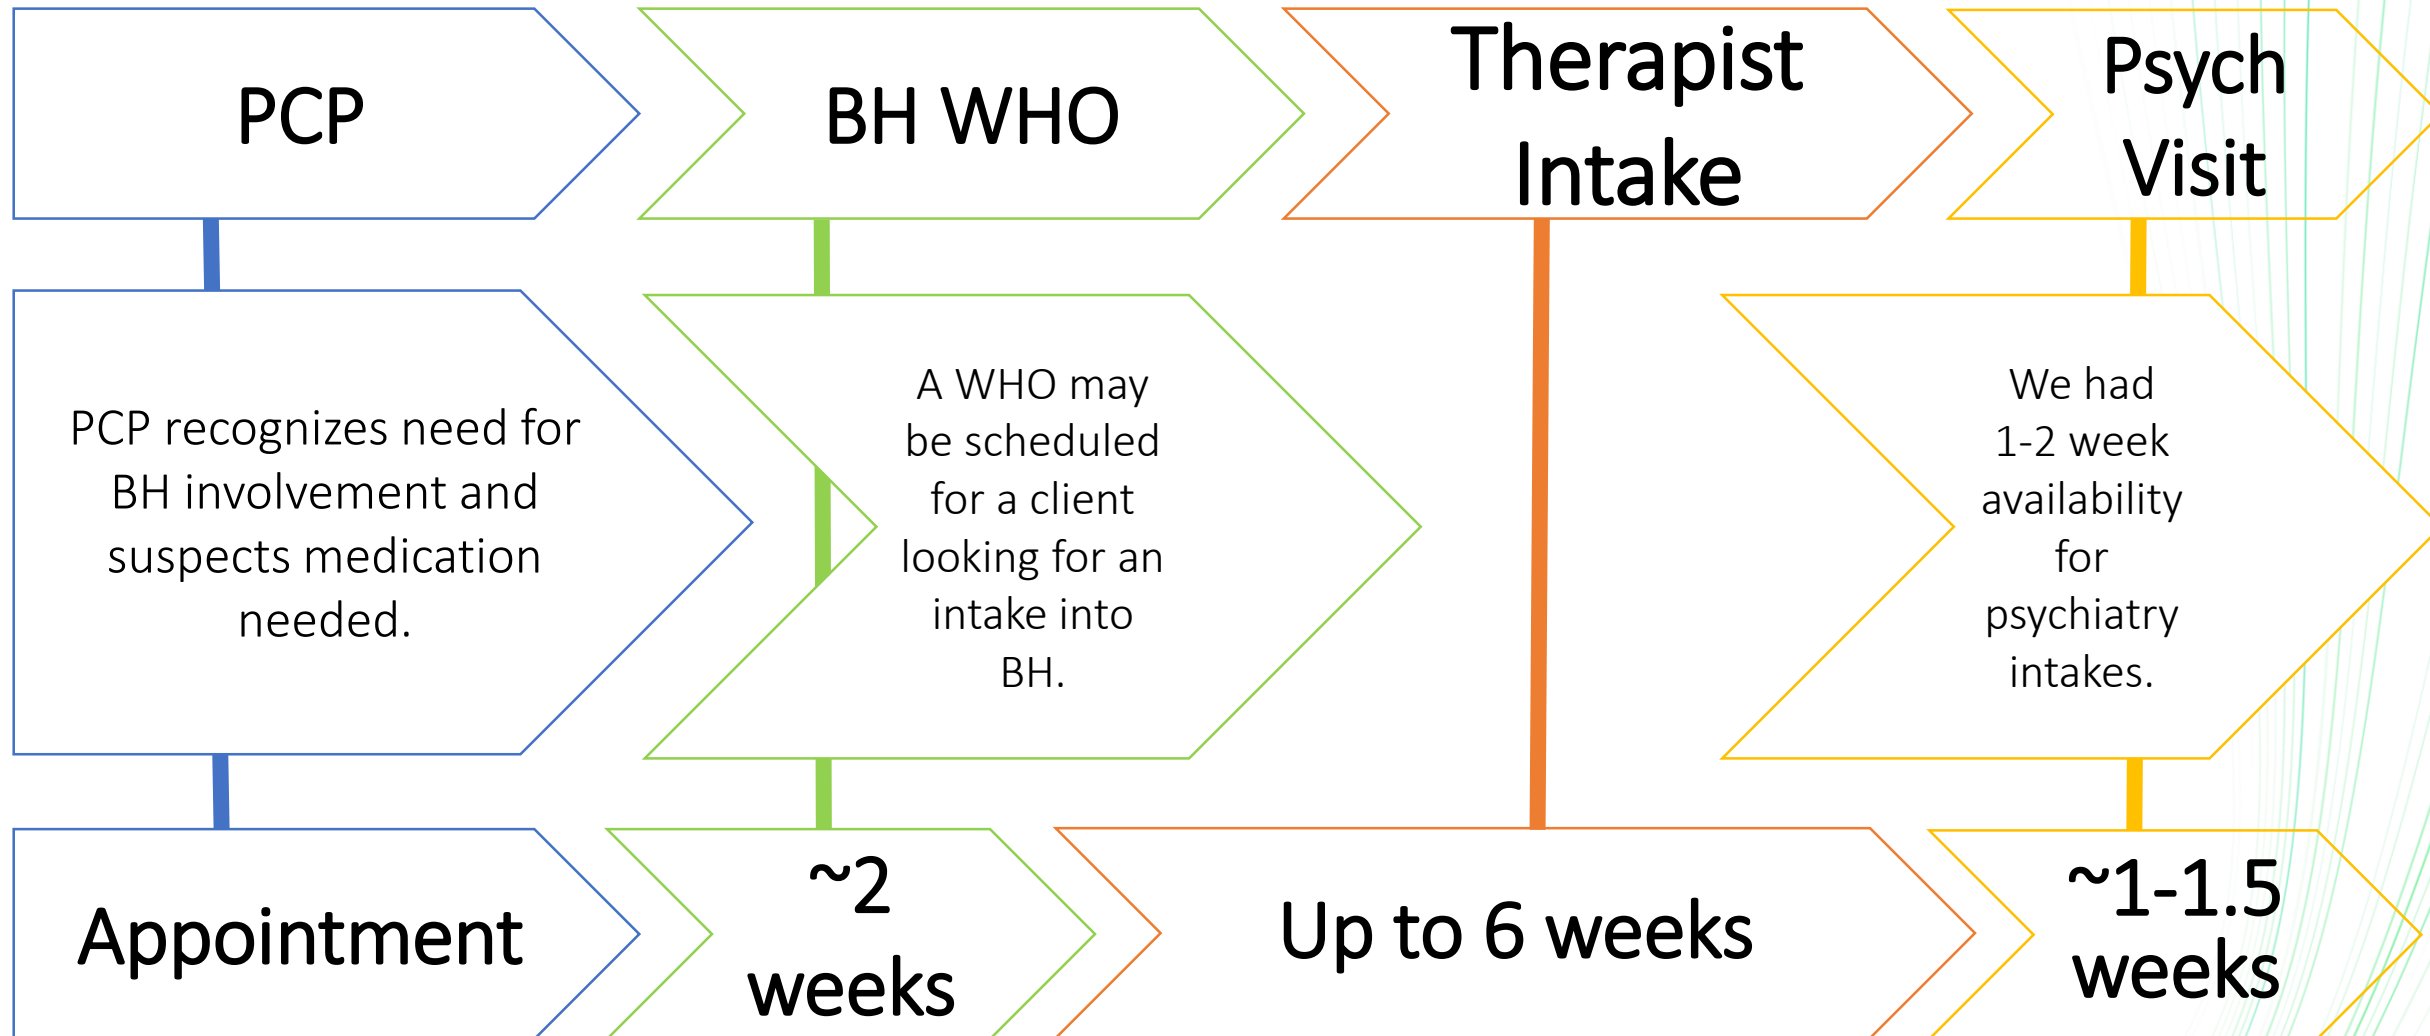 PCP
BH WHO
Therapist
Intake
Psych
Visit
PCP recognizes need for
BH involvement and
suspects medication
needed.
A WHO may
be scheduled
for a client
looking for an
intake into
BH.
We had
1-2 week
availability
for
psychiatry
intakes.
Appointment
~2
weeks
Up to 6 weeks
~1-1.5
weeks